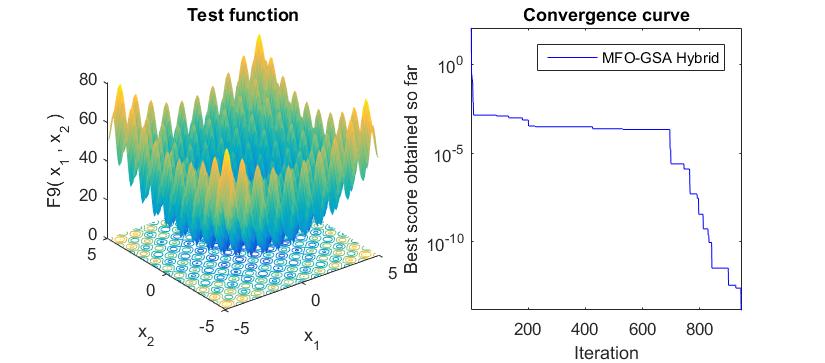 Test function
F9( x1 , x2 )
80
60
40
20
0
5
0
-5
x2
-5
0
5
x1
Convergence curve
MFO-GSA Hybrid
Best score obtained so far
10^0
10^-5
10^-10
200
400
600
800
Iteration